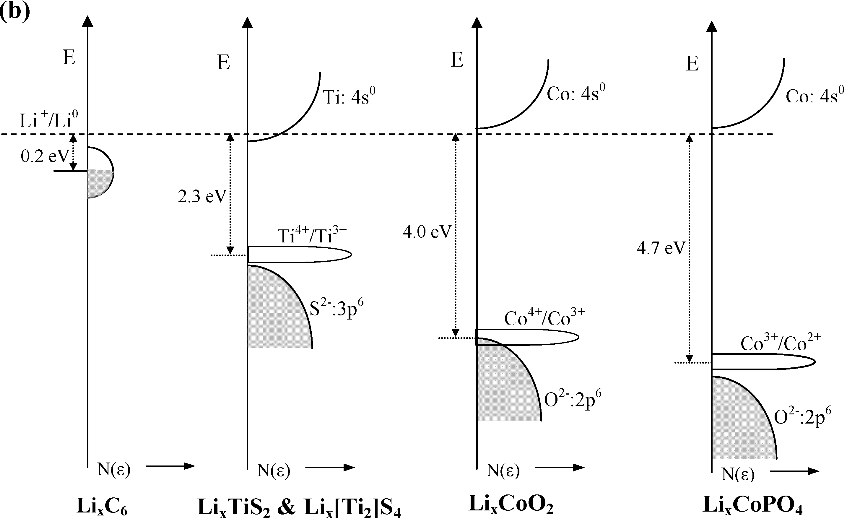 (b)
E
Li⁺/Li⁰
0.2 eV
N(ε)
LiₓC₆
E
Ti: 4s⁰
2.3 eV
Ti⁴⁺/Ti³⁺
S²⁻:3p⁶
N(ε)
LiₓTiS₂ & Liₓ[Ti₂]S₄
E
Co: 4s⁰
4.0 eV
Co⁴⁺/Co³⁺
O²⁻:2p⁶
N(ε)
LiₓCoO₂
E
Co: 4s⁰
4.7 eV
Co³⁺/Co²⁺
O²⁻:2p⁶
N(ε)
LiₓCoPO₄